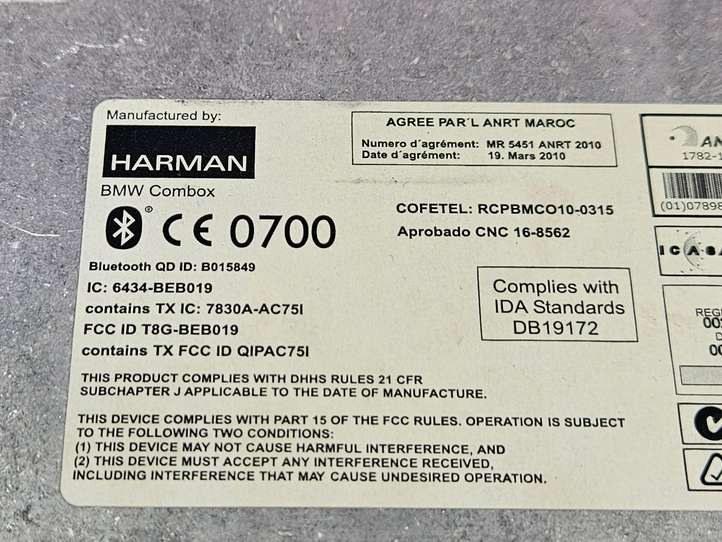 Manufactured by:
HARMAN
BMW Combox
CE 0700
Bluetooth QD ID: B015849
IC: 6434-BEB019
contains TX IC: 7830A-AC75I
FCC ID T8G-BEB019
contains TX FCC ID QIPAC75I
THIS PRODUCT COMPLIES WITH DHHS RULES 21 CFR
SUBCHAPTER J APPLICABLE TO THE DATE OF MANUFACTURE.
THIS DEVICE COMPLIES WITH PART 15 OF THE FCC RULES. OPERATION IS SUBJECT
TO THE FOLLOWING TWO CONDITIONS:
(1) THIS DEVICE MAY NOT CAUSE HARMFUL INTERFERENCE, AND
(2) THIS DEVICE MUST ACCEPT ANY INTERFERENCE RECEIVED,
INCLUDING INTERFERENCE THAT MAY CAUSE UNDESIRED OPERATION.
AGREE PAR´L ANRT MAROC
Numero d´agrément: MR 5451 ANRT 2010
Date d´agrément: 19. Mars 2010
COFETEL: RCPBMCO10-0315
Aprobado CNC 16-8562
Complies with
IDA Standards
DB19172
AN
1782-1
(01)07898
ICASA
REGI
00